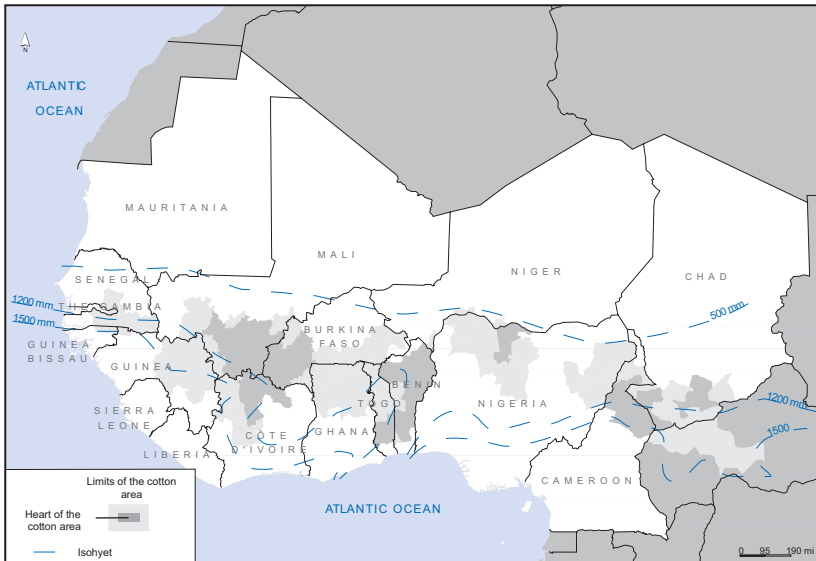 N
ATLANTIC
OCEAN
MAURITANIA
MALI
NIGER
CHAD
SENEGAL
1200 mm
THE GAMBIA
500 mm
1500 mm
BURKINA
FASO
GUINEA
BISSAU
GUINEA
BENIN
TOGO
NIGERIA
1200 mm
SIERRA
LEONE
1500
GHANA
CÔTE
D'IVOIRE
LIBERIA
CAMEROON
ATLANTIC OCEAN
Limits of the cotton
area
Heart of the
cotton area
Isohyet
0 95 190 mi